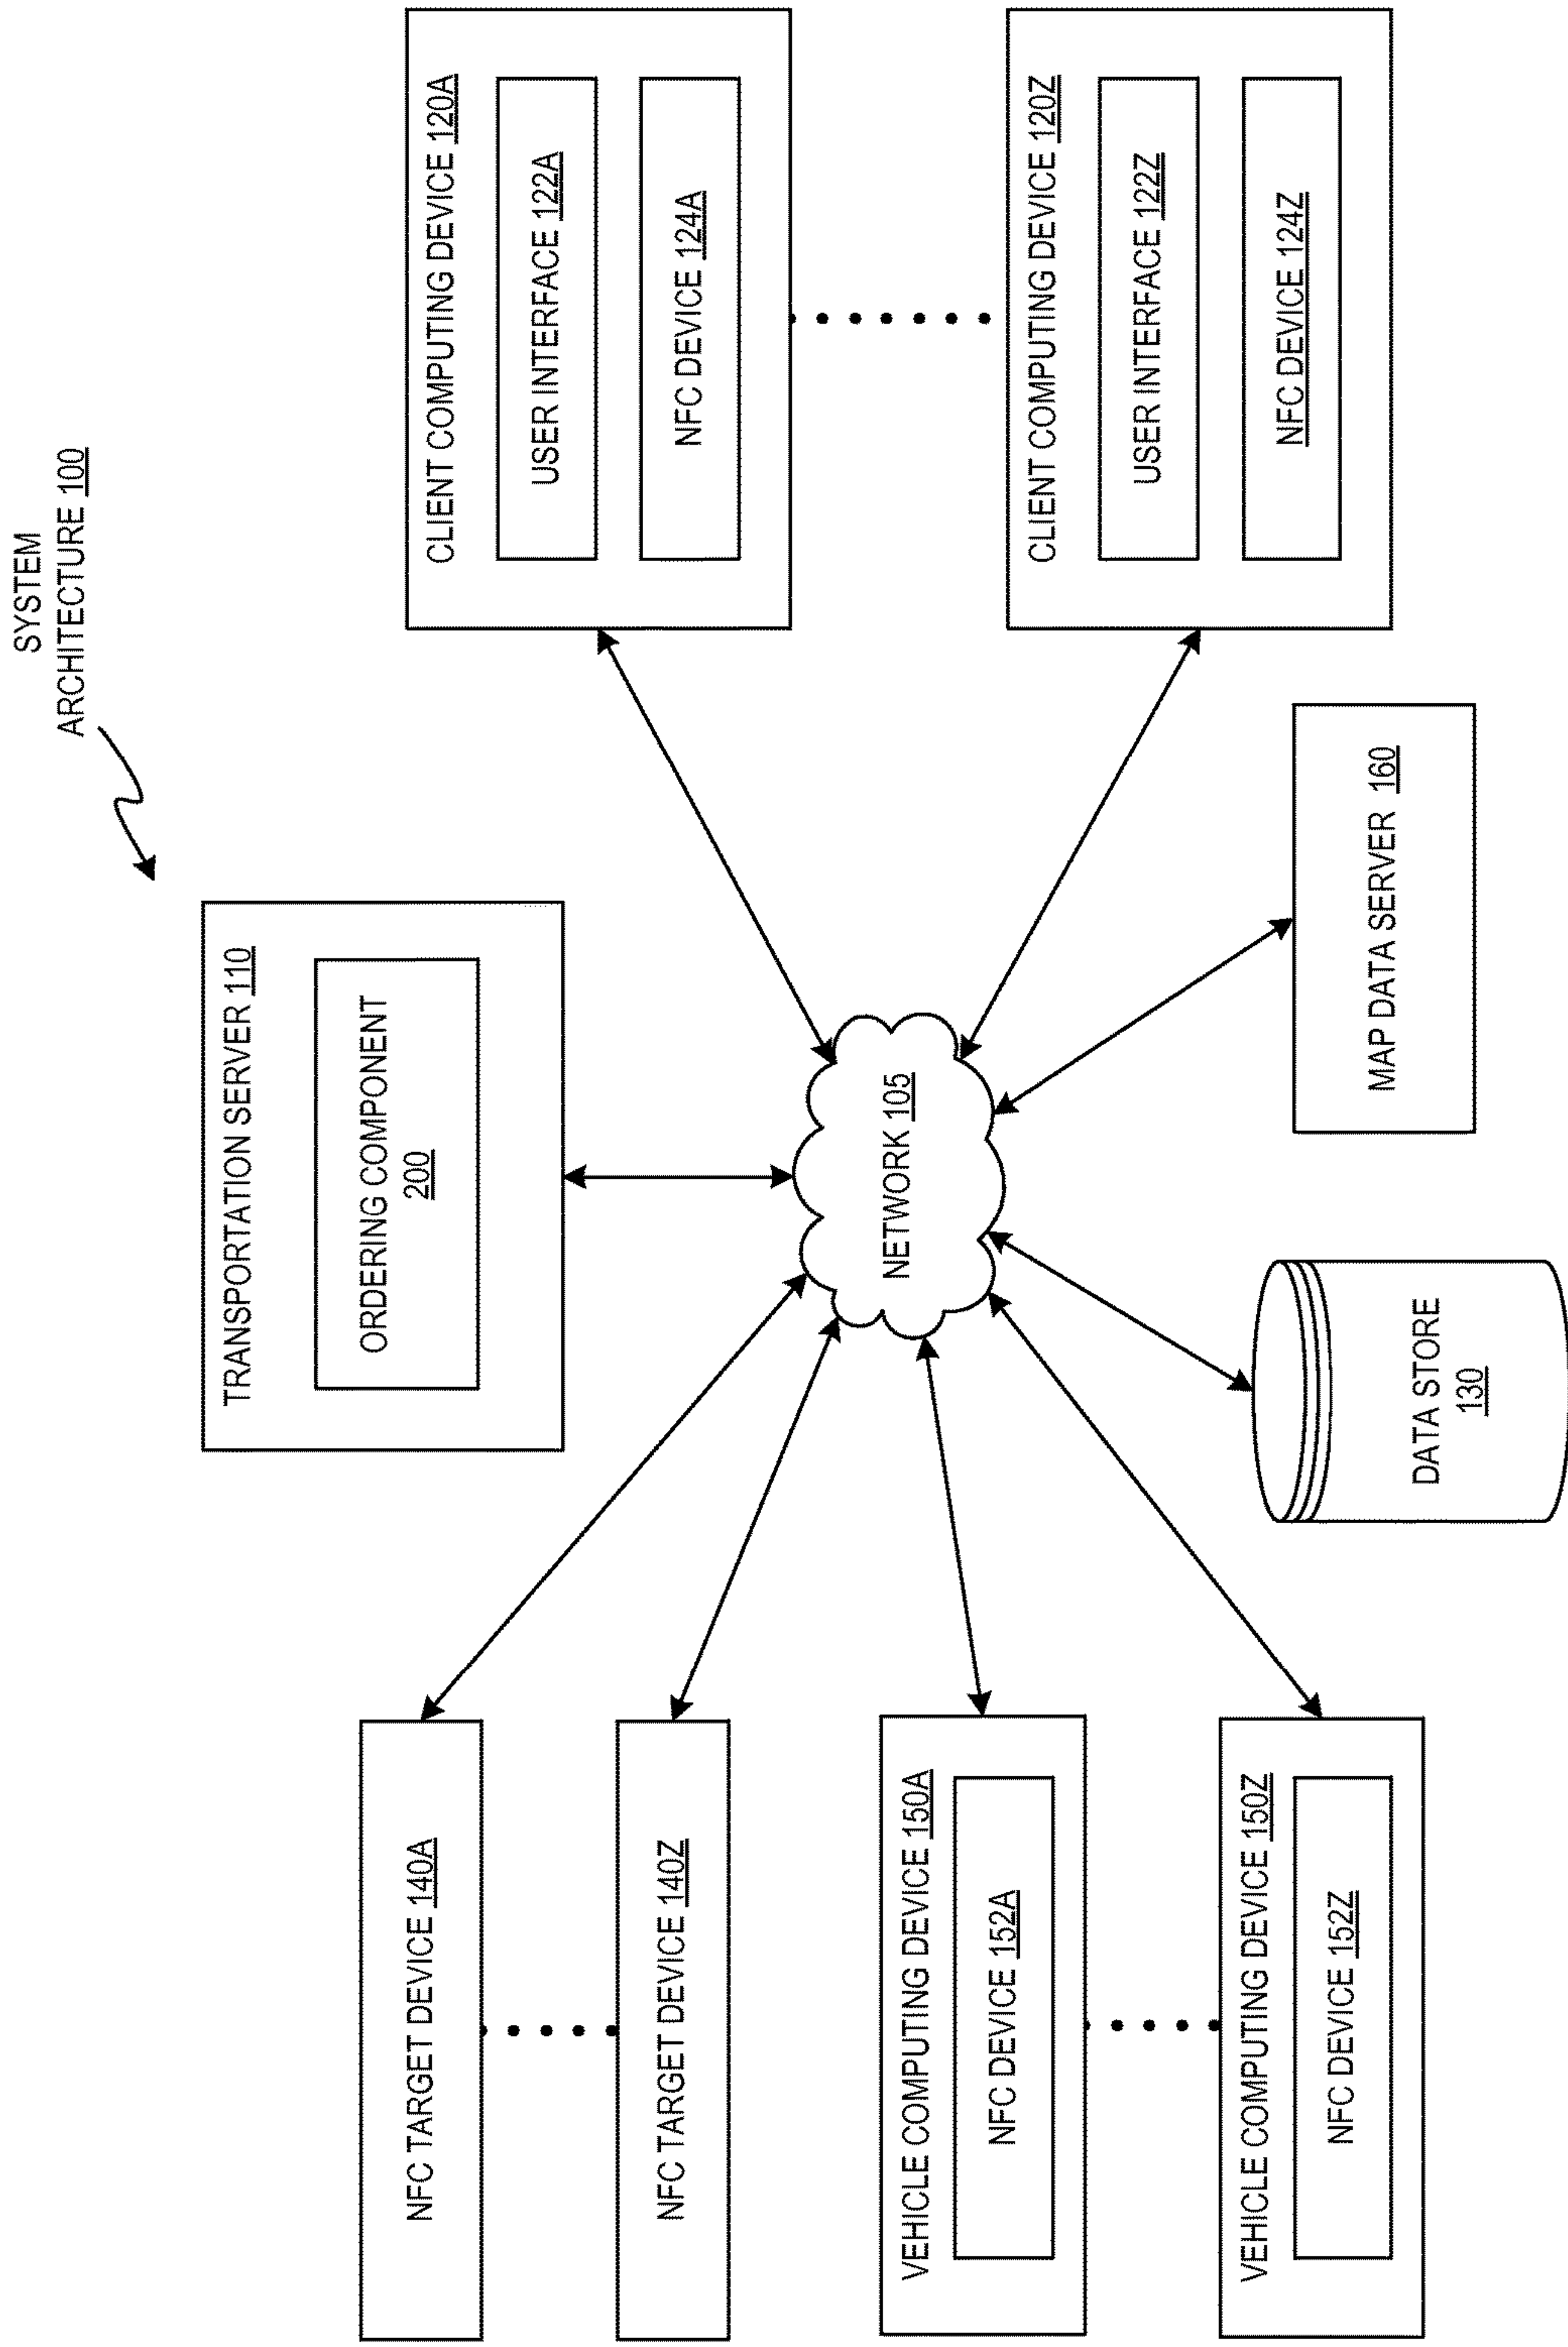 SYSTEM
ARCHITECTURE 100
TRANSPORTATION SERVER 110
ORDERING COMPONENT
200
NFC TARGET DEVICE 140A
NFC TARGET DEVICE 140Z
VEHICLE COMPUTING DEVICE 150A
NFC DEVICE 152A
VEHICLE COMPUTING DEVICE 150Z
NFC DEVICE 152Z
NETWORK 105
CLIENT COMPUTING DEVICE 120A
USER INTERFACE 122A
NFC DEVICE 124A
CLIENT COMPUTING DEVICE 120Z
USER INTERFACE 122Z
NFC DEVICE 124Z
DATA STORE
130
MAP DATA SERVER 160